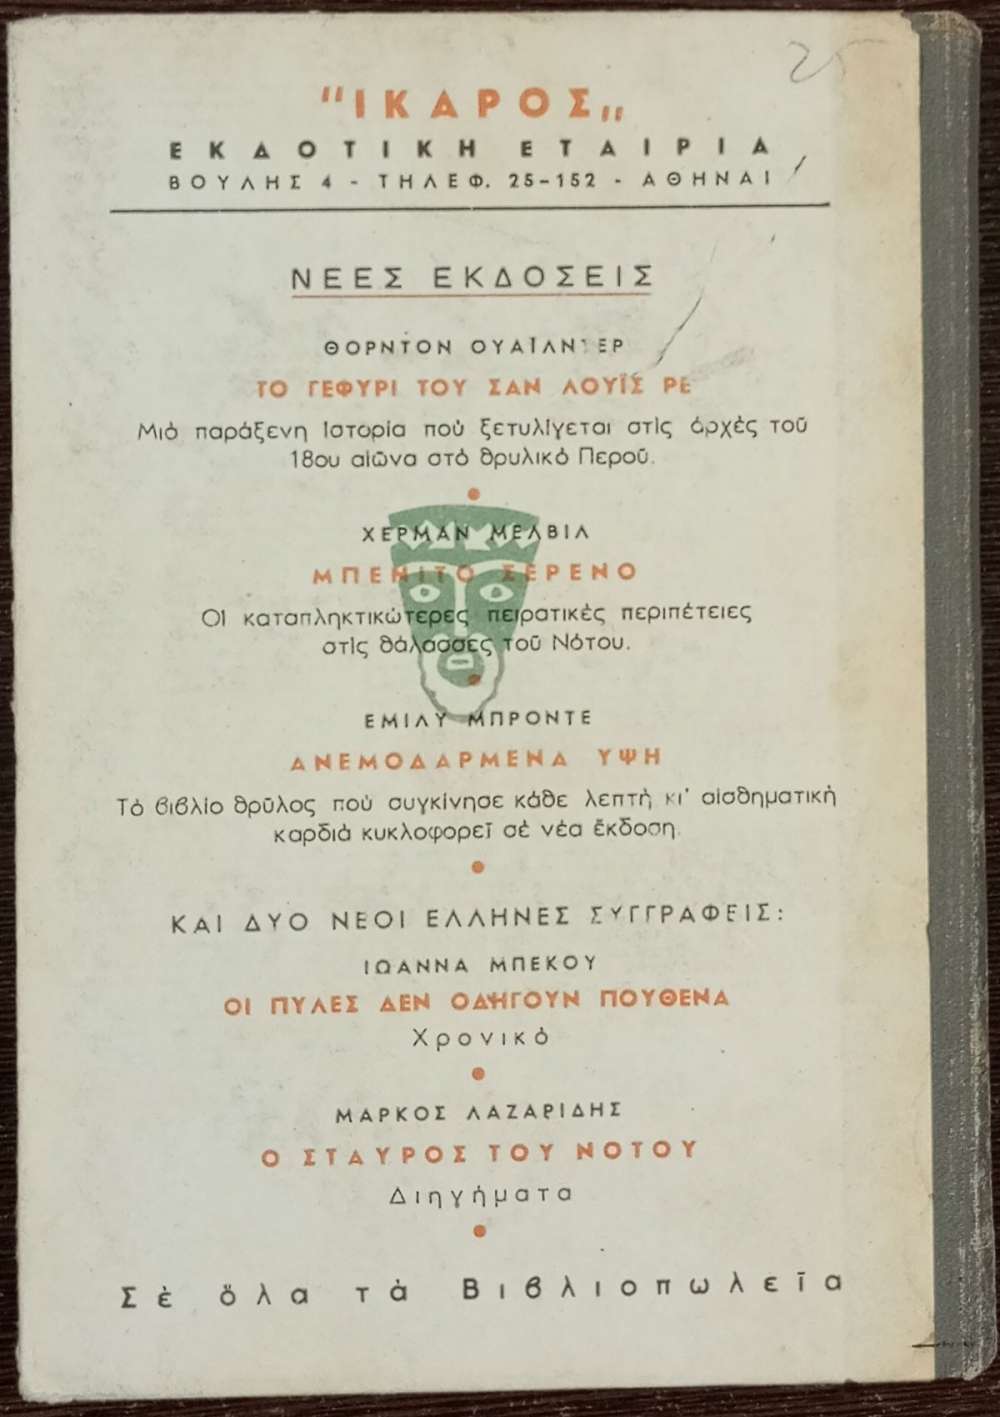 25
"ΙΚΑΡΟΣ„
ΕΚΔΟΤΙΚΗ ΕΤΑΙΡΙΑ
ΒΟΥΛΗΣ 4 - ΤΗΛΕΦ. 25-152 - ΑΘΗΝΑΙ
ΝΕΕΣ ΕΚΔΟΣΕΙΣ
ΘΟΡΝΤΟΝ ΟΥΑΪΛΝΤΕΡ
ΤΟ ΓΕΦΥΡΙ ΤΟΥ ΣΑΝ ΛΟΥΪΣ ΡΕ
Μιὰ παράξενη ἱστορία ποὺ ξετυλίγεται στὶς ἀρχὲς τοῦ
18ου αἰῶνα στὸ θρυλικὸ Περοῦ.
ΧΕΡΜΑΝ ΜΕΛΒΙΛ
ΜΠΕΝΙΤΟ ΣΕΡΕΝΟ
Οἱ καταπληκτικώτερες πειρατικὲς περιπέτειες
στὶς θάλασσες τοῦ Νότου.
ΕΜΙΛΥ ΜΠΡΟΝΤΕ
ΑΝΕΜΟΔΑΡΜΕΝΑ ΥΨΗ
Τὸ βιβλίο θρῦλος ποὺ συγκίνησε κάθε λεπτὴ κι' αἰσθηματικὴ
καρδιὰ κυκλοφορεῖ σὲ νέα ἔκδοση.
ΚΑΙ ΔΥΟ ΝΕΟΙ ΕΛΛΗΝΕΣ ΣΥΓΓΡΑΦΕΙΣ:
ΙΩΑΝΝΑ ΜΠΕΚΟΥ
ΟΙ ΠΥΛΕΣ ΔΕΝ ΟΔΗΓΟΥΝ ΠΟΥΘΕΝΑ
Χρονικὸ
ΜΑΡΚΟΣ ΛΑΖΑΡΙΔΗΣ
Ο ΣΤΑΥΡΟΣ ΤΟΥ ΝΟΤΟΥ
Διηγήματα
Σὲ ὅλα τὰ Βιβλιοπωλεῖα